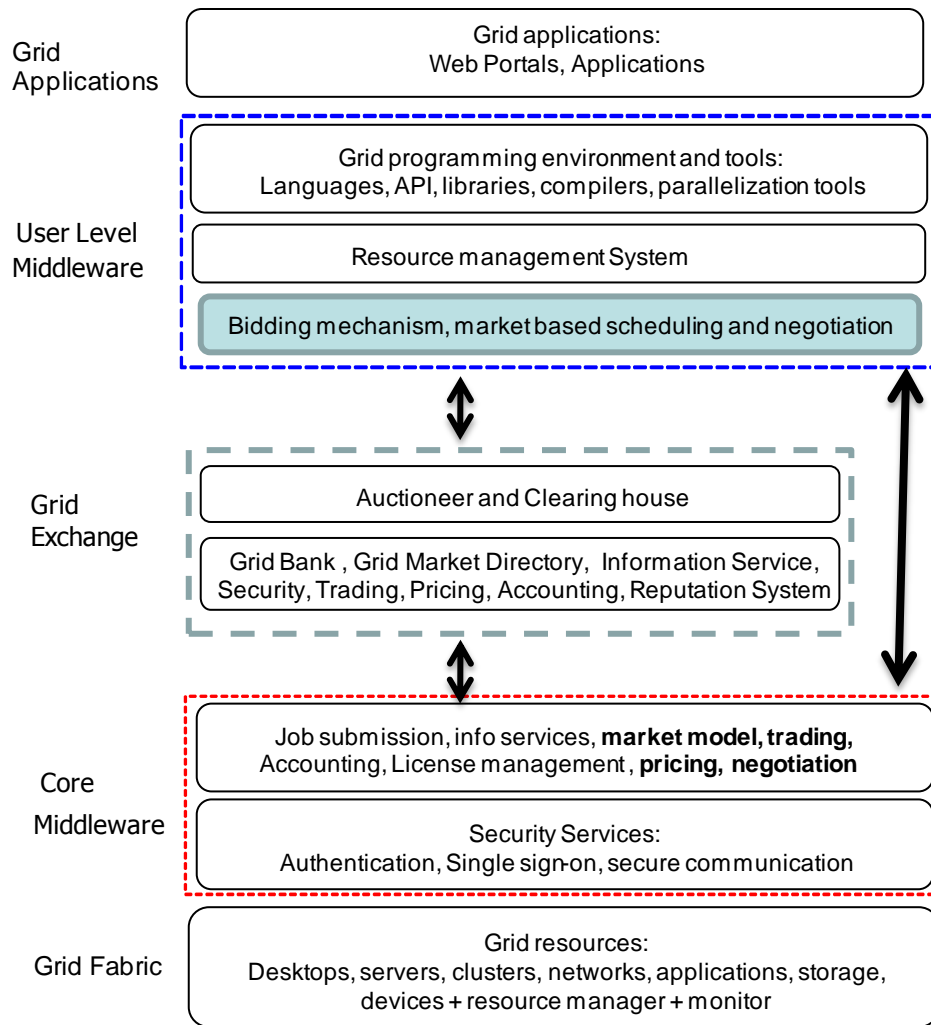 Grid
Applications
Grid applications:
Web Portals, Applications
User Level
Middleware
Grid programming environment and tools:
Languages, API, libraries, compilers, parallelization tools
Resource management System
Bidding mechanism, market based scheduling and negotiation
Grid
Exchange
Auctioneer and Clearing house
Grid Bank , Grid Market Directory, Information Service,
Security, Trading, Pricing, Accounting, Reputation System
Core
Middleware
Job submission, info services, market model, trading,
Accounting, License management, pricing, negotiation
Security Services:
Authentication, Single sign-on, secure communication
Grid Fabric
Grid resources:
Desktops, servers, clusters, networks, applications, storage,
devices + resource manager + monitor